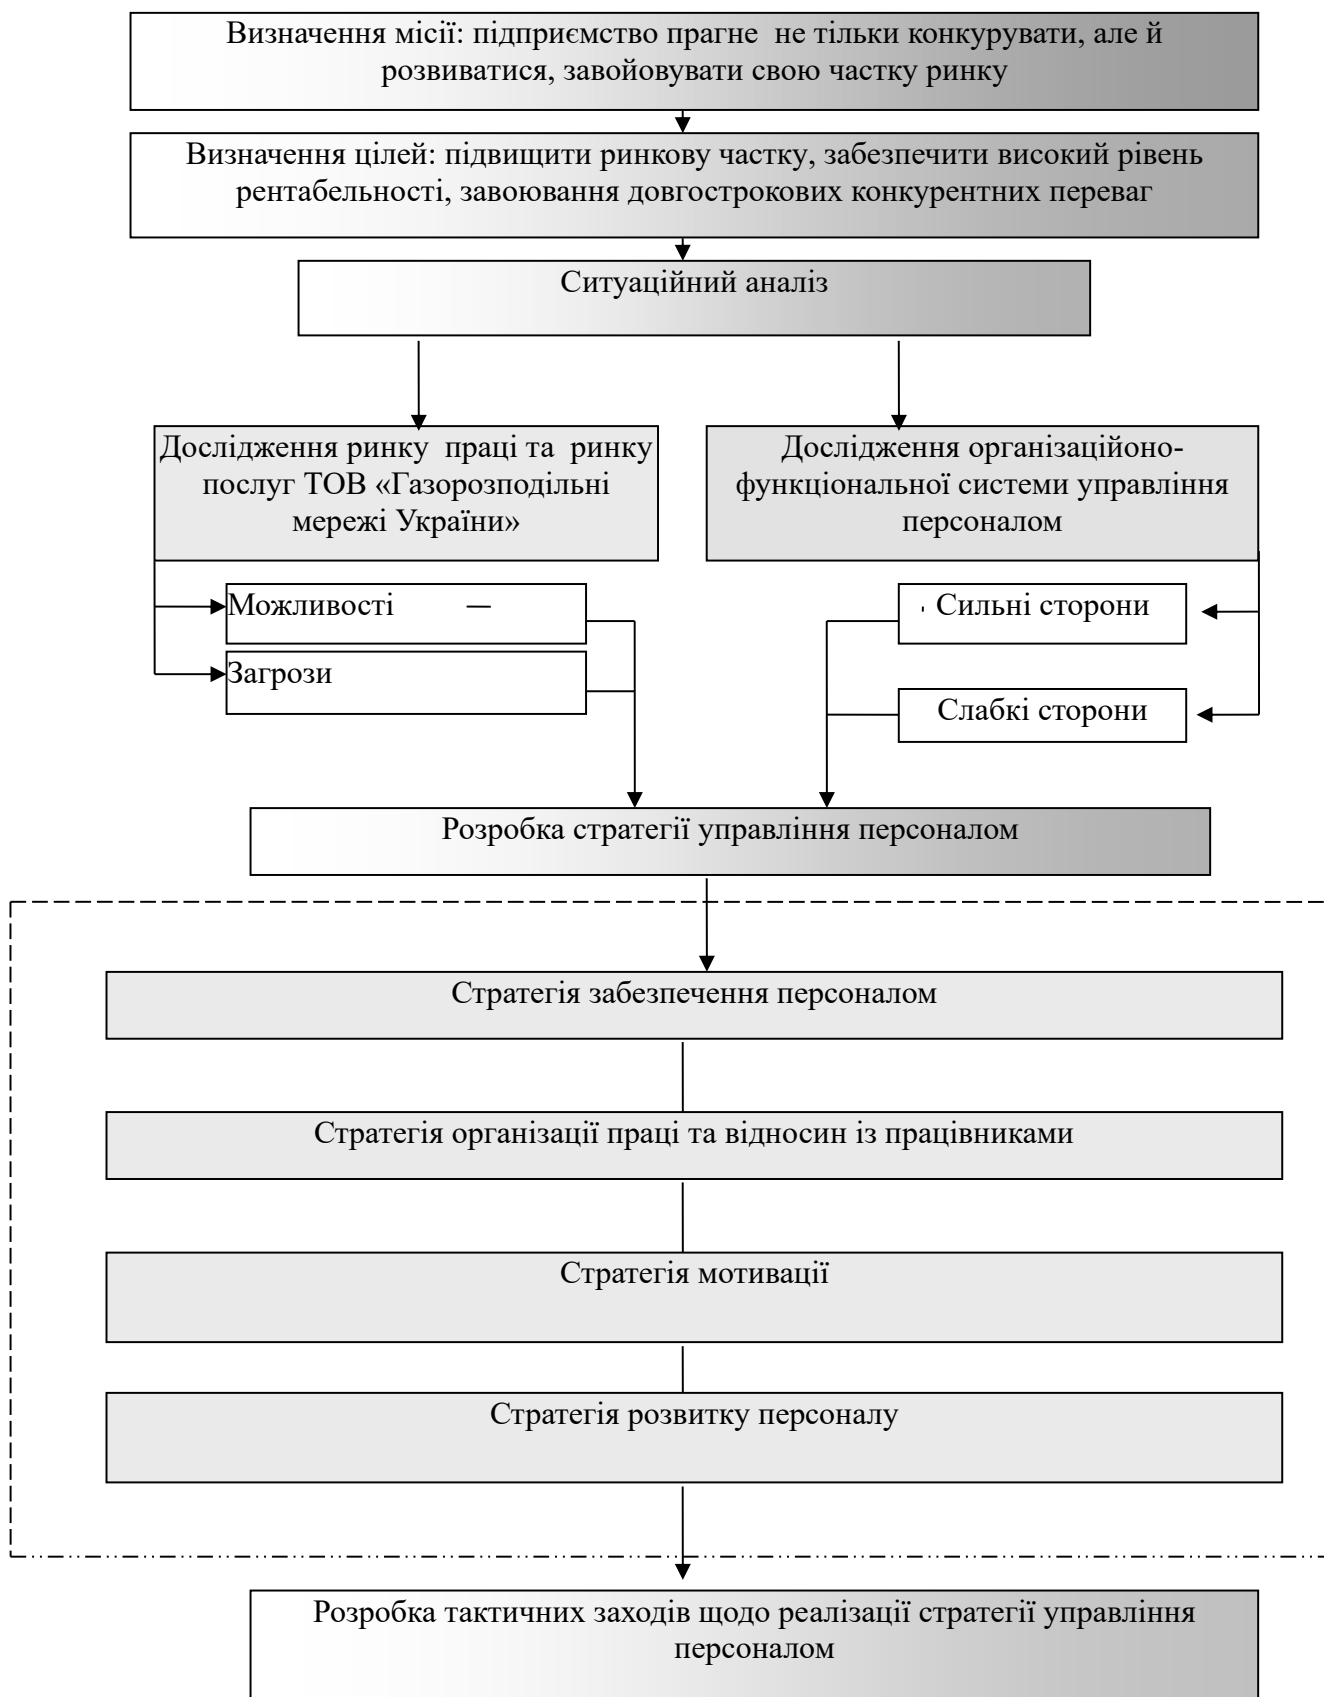 Визначення місії: підприємство прагне не тільки конкурувати, але й
розвиватися, завойовувати свою частку ринку
Визначення цілей: підвищити ринкову частку, забезпечити високий рівень
рентабельності, завоювання довгострокових конкурентних переваг
Ситуаційний аналіз
Дослідження ринку праці та ринку
послуг ТОВ «Газорозподільні
мережі України»
Дослідження організаційоно-
функціональної системи управління
персоналом
Можливості —
Загрози
Сильні сторони
Слабкі сторони
Розробка стратегії управління персоналом
Стратегія забезпечення персоналом
Стратегія організації праці та відносин із працівниками
Стратегія мотивації
Стратегія розвитку персоналу
Розробка тактичних заходів щодо реалізації стратегії управління
персоналом